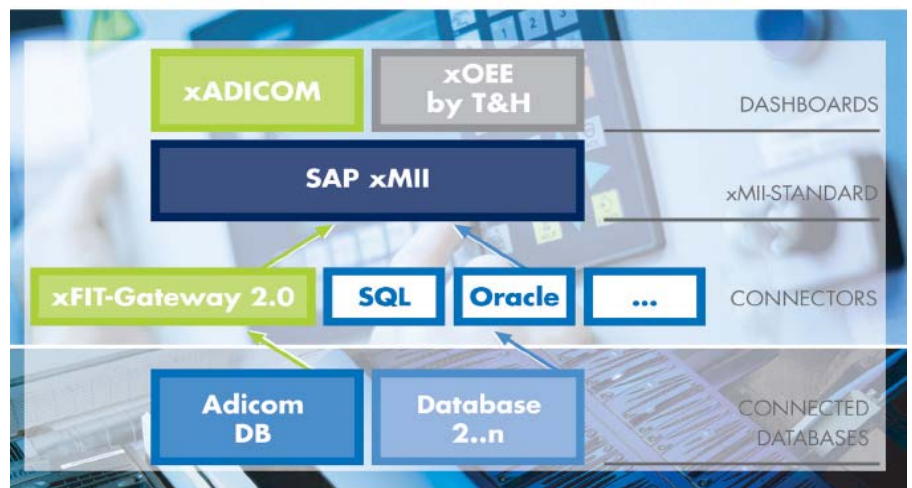 xADICOM
xOEE
by T&H
DASHBOARDS
SAP xMII
xMII-STANDARD
xFIT-Gateway 2.0
SQL
Oracle
...
CONNECTORS
Adicom
DB
Database
2..n
CONNECTED
DATABASES